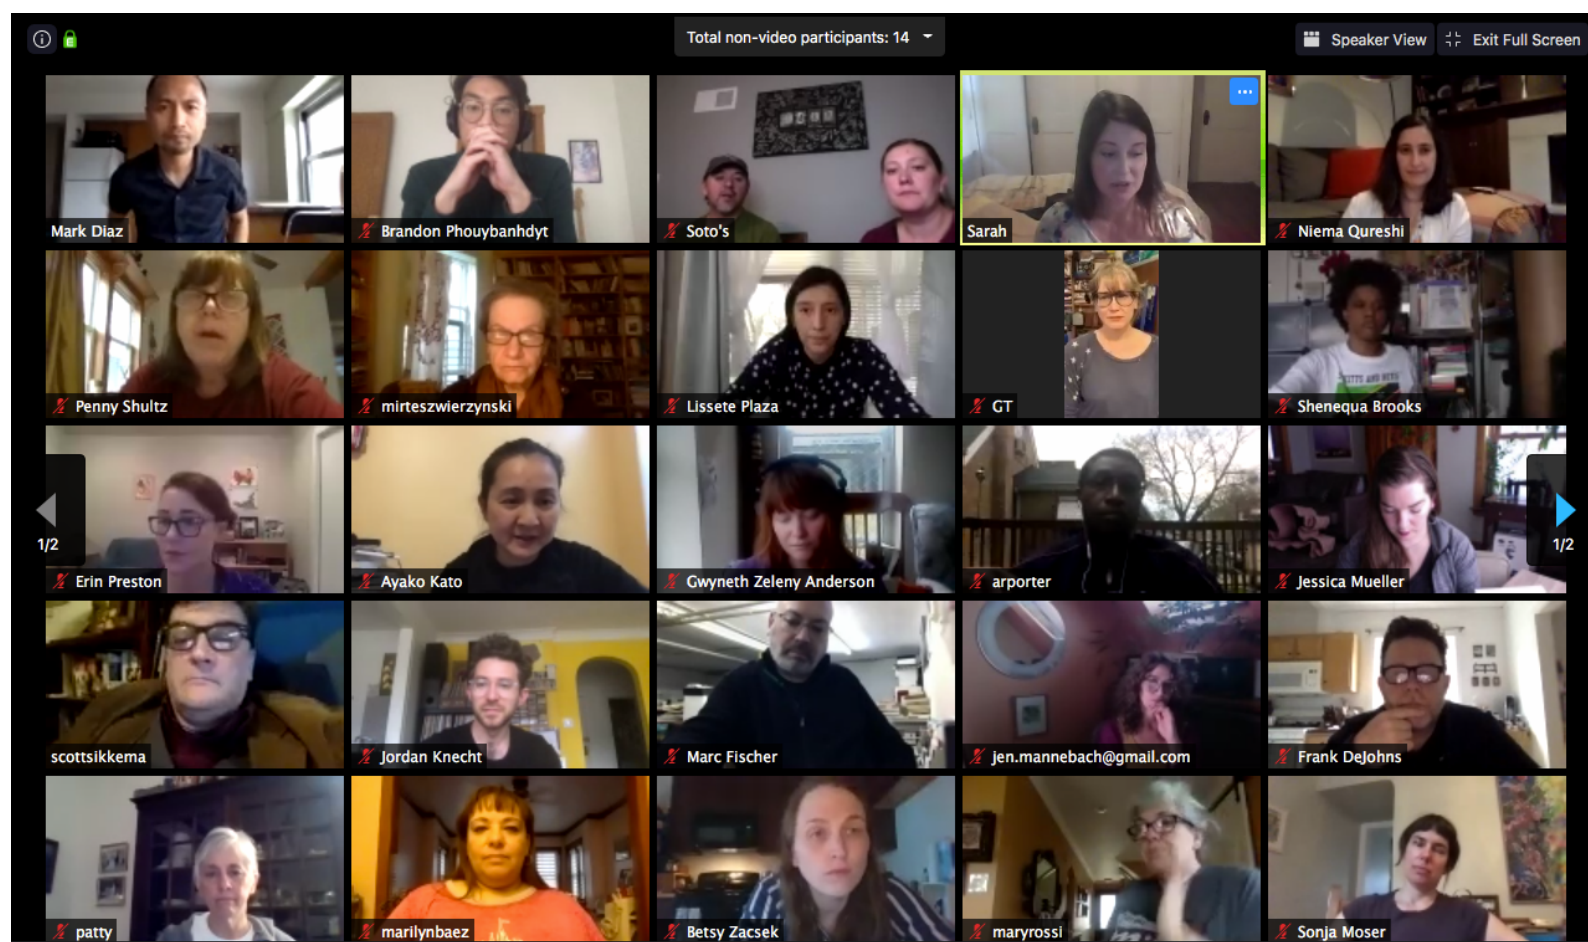 Total non-video participants: 14
Speaker View
Exit Full Screen
Mark Diaz
Brandon Phouybanhdyt
Soto's
Sarah
Niema Qureshi
Penny Shultz
mirteszwierzynski
Lissete Plaza
GT
Shenequa Brooks
1/2
Erin Preston
Ayako Kato
Gwyneth Zeleny Anderson
arporter
Jessica Mueller
1/2
scottsikkema
Jordan Knecht
Marc Fischer
jen.mannebach@gmail.com
Frank DeJohns
patty
marilynbaez
Betsy Zacsek
maryrossi
Sonja Moser